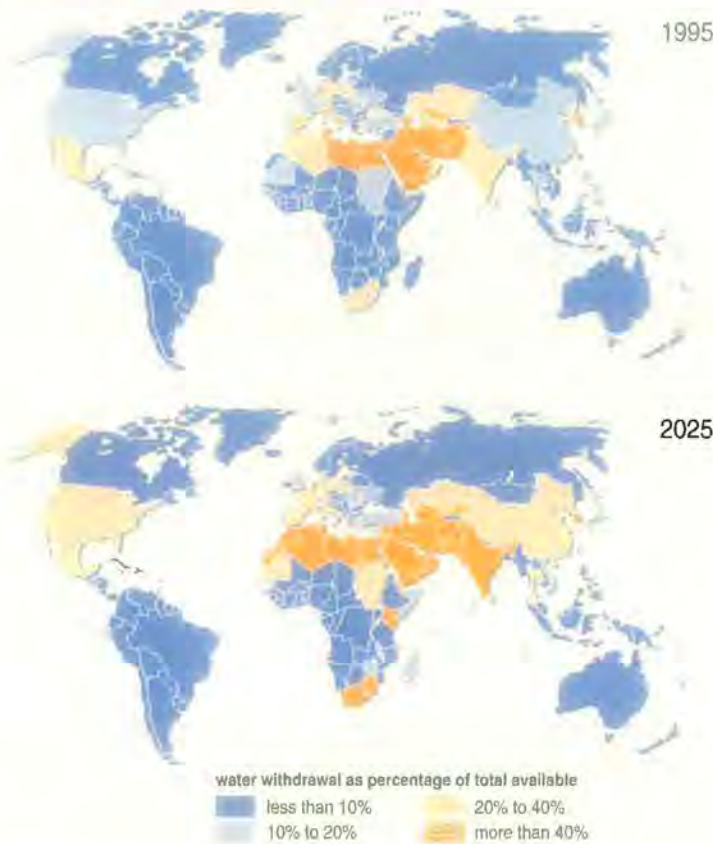 1995
2025
water withdrawal as percentage of total available
less than 10%
20% to 40%
10% to 20%
more than 40%